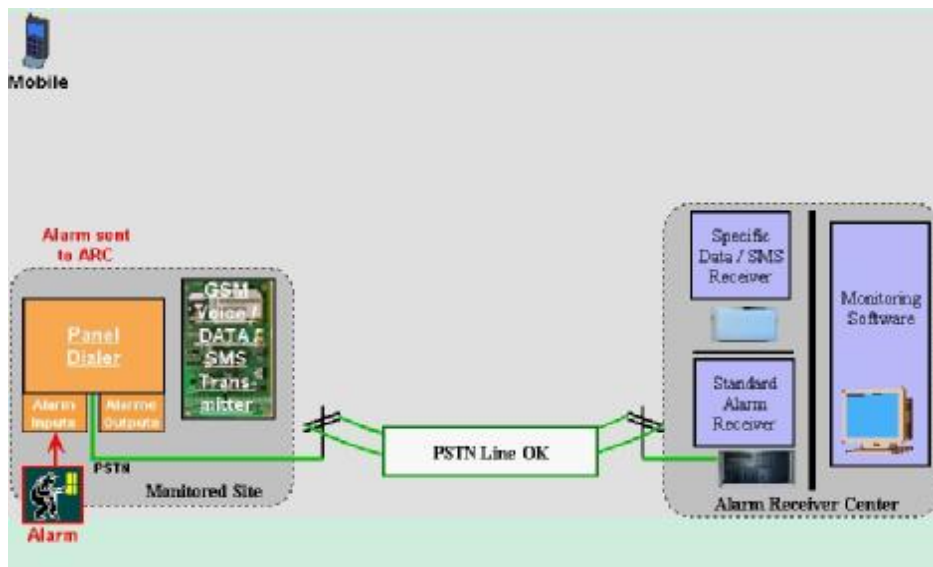 Mobile
Alarm sent
to ARC
Panel
Dialer
Alarm
Inputs
Alarme
Outputs
GSM
Voice /
DATA /
SMS
Trans-
mitter
PSTN
Monitored Site
Alarm
PSTN Line OK
Specific
Data / SMS
Receiver
Standard
Alarm
Receiver
Monitoring
Software
Alarm Receiver Center